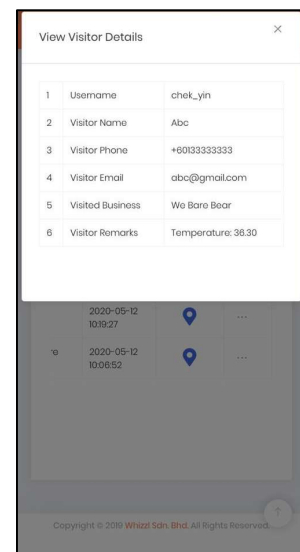 View Visitor Details ×
1 Username chek_yin
2 Visitor Name Abc
3 Visitor Phone +60133333333
4 Visitor Email abc@gmail.com
5 Visited Business We Bare Bear
6 Visitor Remarks Temperature: 36.30
2020-05-12
10:19:27 ...
re 2020-05-12
10:06:52 ...
Copyright © 2019 Whizzl Sdn. Bhd. All Rights Reserved.